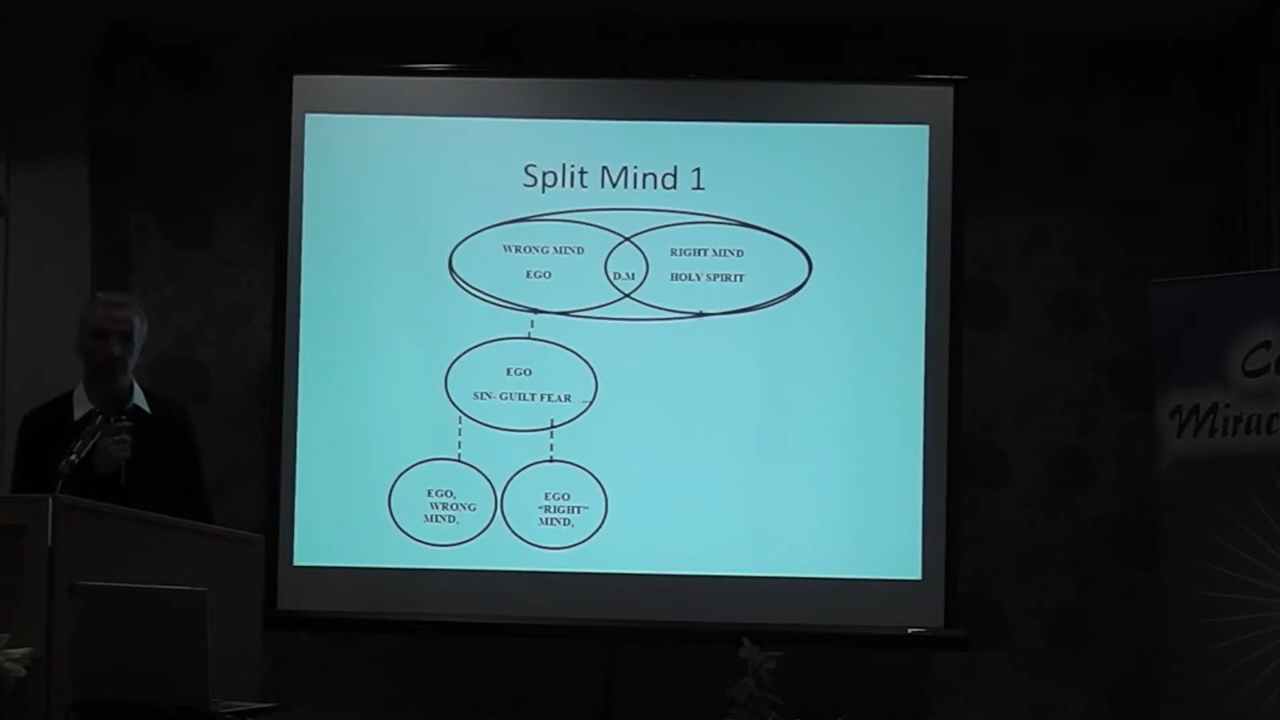 Split Mind 1
WRONG MIND
EGO
D.M
RIGHT MIND
HOLY SPIRIT
EGO
SIN- GUILT FEAR
EGO,
WRONG
MIND,
EGO
“RIGHT”
MIND,